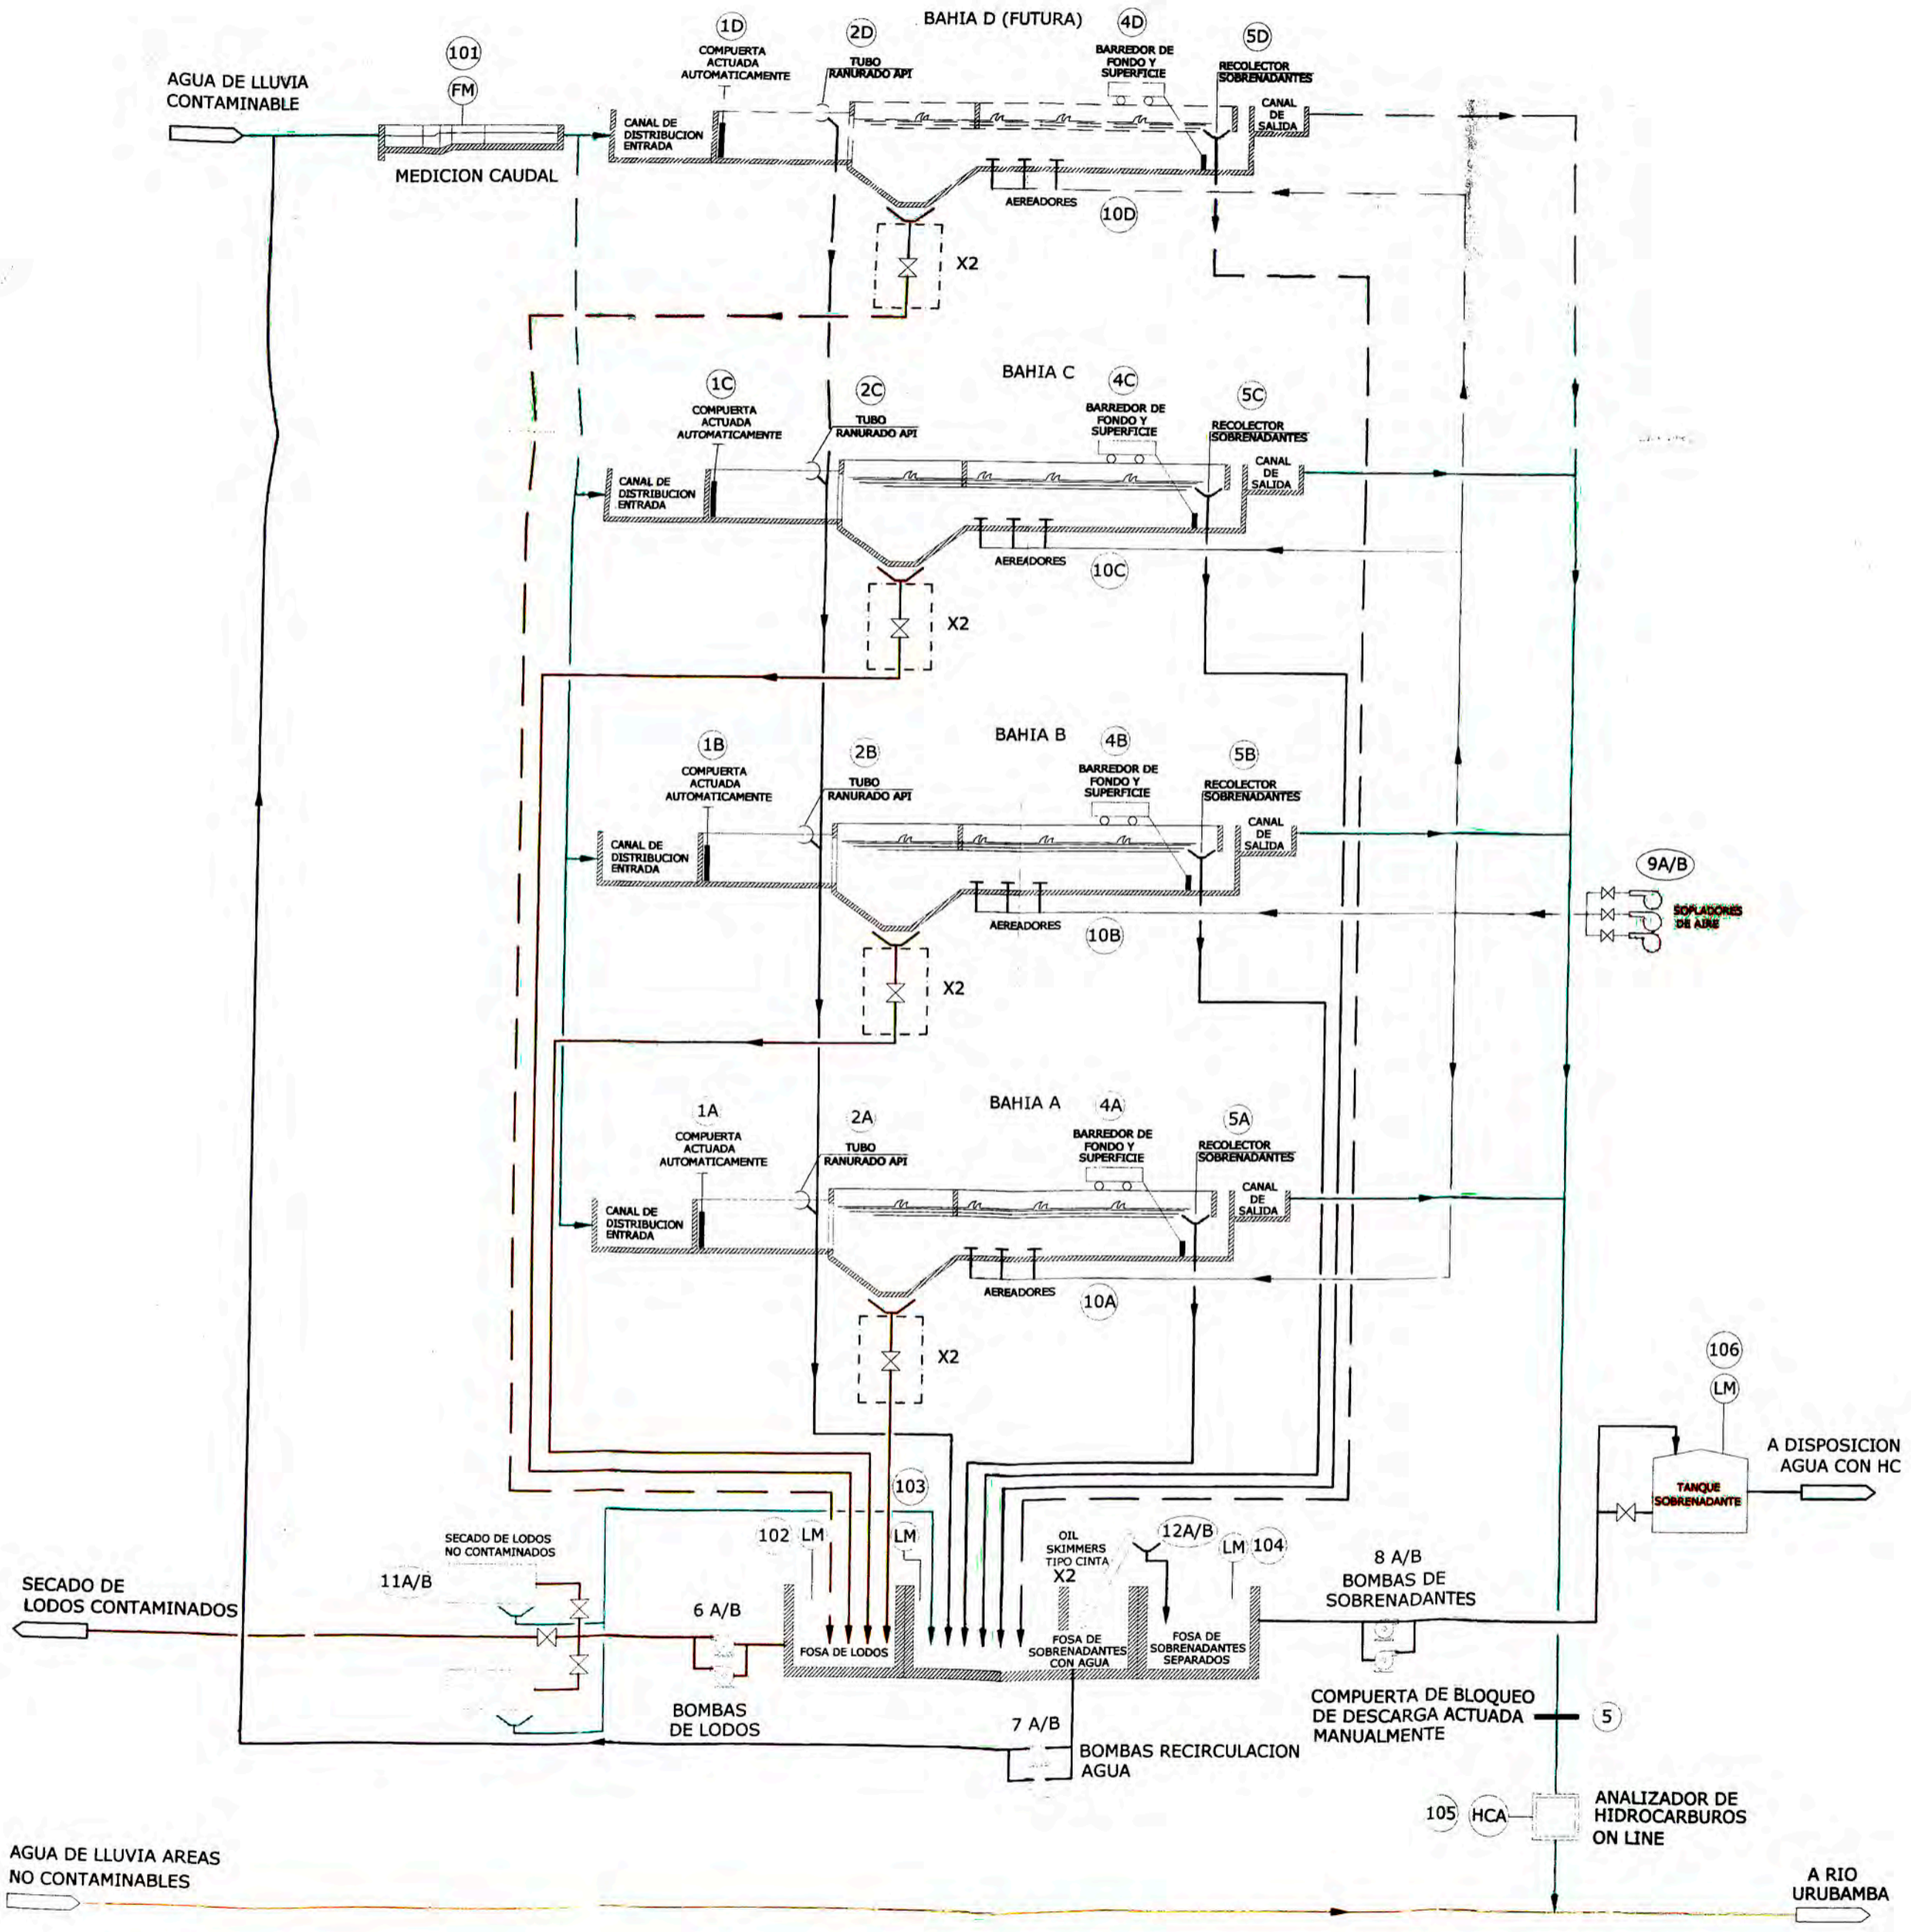 BAHIA D (FUTURA)
101
FM
AGUA DE LLUVIA
CONTAMINABLE
MEDICION CAUDAL
1D
COMPUERTA
ACTUADA
AUTOMATICAMENTE
2D
TUBO
RANURADO API
4D
BARREDOR DE
FONDO Y
SUPERFICIE
5D
RECOLECTOR
SOBRENADANTES
CANAL DE
DISTRIBUCION
ENTRADA
CANAL
DE
SALIDA
AEREADORES
10D
X2
BAHIA C
1C
COMPUERTA
ACTUADA
AUTOMATICAMENTE
2C
TUBO
RANURADO API
4C
BARREDOR DE
FONDO Y
SUPERFICIE
5C
RECOLECTOR
SOBRENADANTES
CANAL DE
DISTRIBUCION
ENTRADA
CANAL
DE
SALIDA
AEREADORES
10C
X2
BAHIA B
1B
COMPUERTA
ACTUADA
AUTOMATICAMENTE
2B
TUBO
RANURADO API
4B
BARREDOR DE
FONDO Y
SUPERFICIE
5B
RECOLECTOR
SOBRENADANTES
CANAL DE
DISTRIBUCION
ENTRADA
CANAL
DE
SALIDA
AEREADORES
10B
X2
9A/B
SOPLADORES
DE AIRE
BAHIA A
1A
COMPUERTA
ACTUADA
AUTOMATICAMENTE
2A
TUBO
RANURADO API
4A
BARREDOR DE
FONDO Y
SUPERFICIE
5A
RECOLECTOR
SOBRENADANTES
CANAL DE
DISTRIBUCION
ENTRADA
CANAL
DE
SALIDA
AEREADORES
10A
X2
106
LM
A DISPOSICION
AGUA CON HC
TANQUE
SOBRENADANTE
103
102 LM
LM
OIL
SKIMMERS
TIPO CINTA
X2
12A/B
LM 104
8 A/B
BOMBAS DE
SOBRENADANTES
SECADO DE LODOS
NO CONTAMINADOS
11A/B
SECADO DE
LODOS CONTAMINADOS
6 A/B
BOMBAS
DE LODOS
FOSA DE LODOS
FOSA DE
SOBRENADANTES
CON AGUA
FOSA DE
SOBRENADANTES
SEPARADOS
7 A/B
BOMBAS RECIRCULACION
AGUA
COMPUERTA DE BLOQUEO
DE DESCARGA ACTUADA
MANUALMENTE
5
105 HCA
ANALIZADOR DE
HIDROCARBUROS
ON LINE
AGUA DE LLUVIA AREAS
NO CONTAMINABLES
A RIO
URUBAMBA